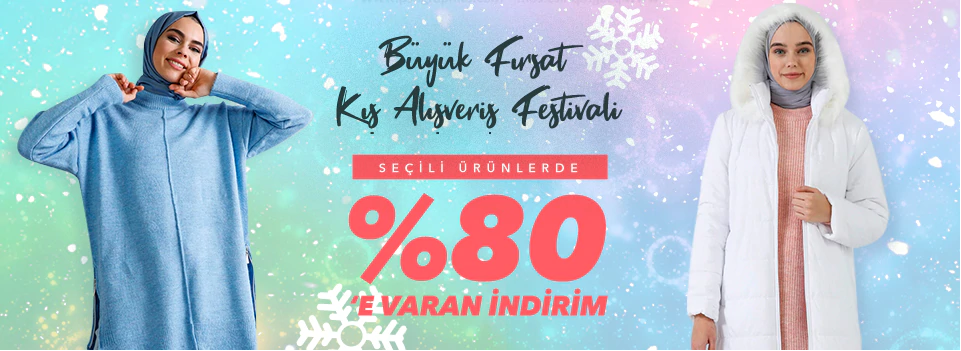 Büyük Fırsat
Kış Alışveriş Festivali
SEÇİLİ ÜRÜNLERDE
%80
'E VARAN İNDİRİM